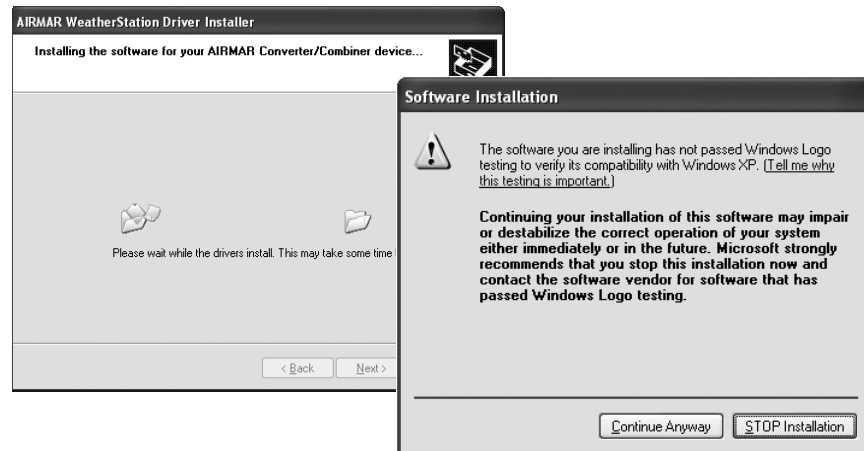 AIRMAR WeatherStation Driver Installer
Installing the software for your AIRMAR Converter/Combiner device...
Please wait while the drivers install. This may take some time
< Back
Next >
Software Installation
The software you are installing has not passed Windows Logo
testing to verify its compatibility with Windows XP. (Tell me why
this testing is important.)
Continuing your installation of this software may impair
or destabilize the correct operation of your system
either immediately or in the future. Microsoft strongly
recommends that you stop this installation now and
contact the software vendor for software that has
passed Windows Logo testing.
Continue Anyway
STOP Installation